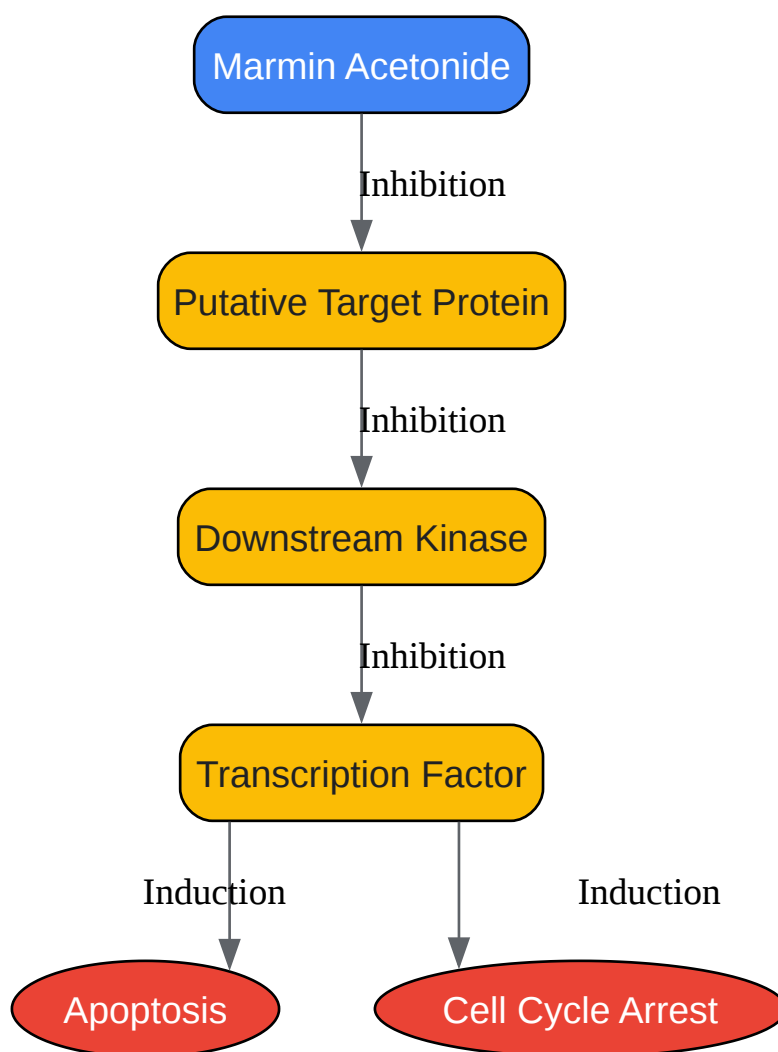 Marmin Acetonide
Inhibition
Putative Target Protein
Inhibition
Downstream Kinase
Inhibition
Transcription Factor
Induction
Induction
Apoptosis
Cell Cycle Arrest